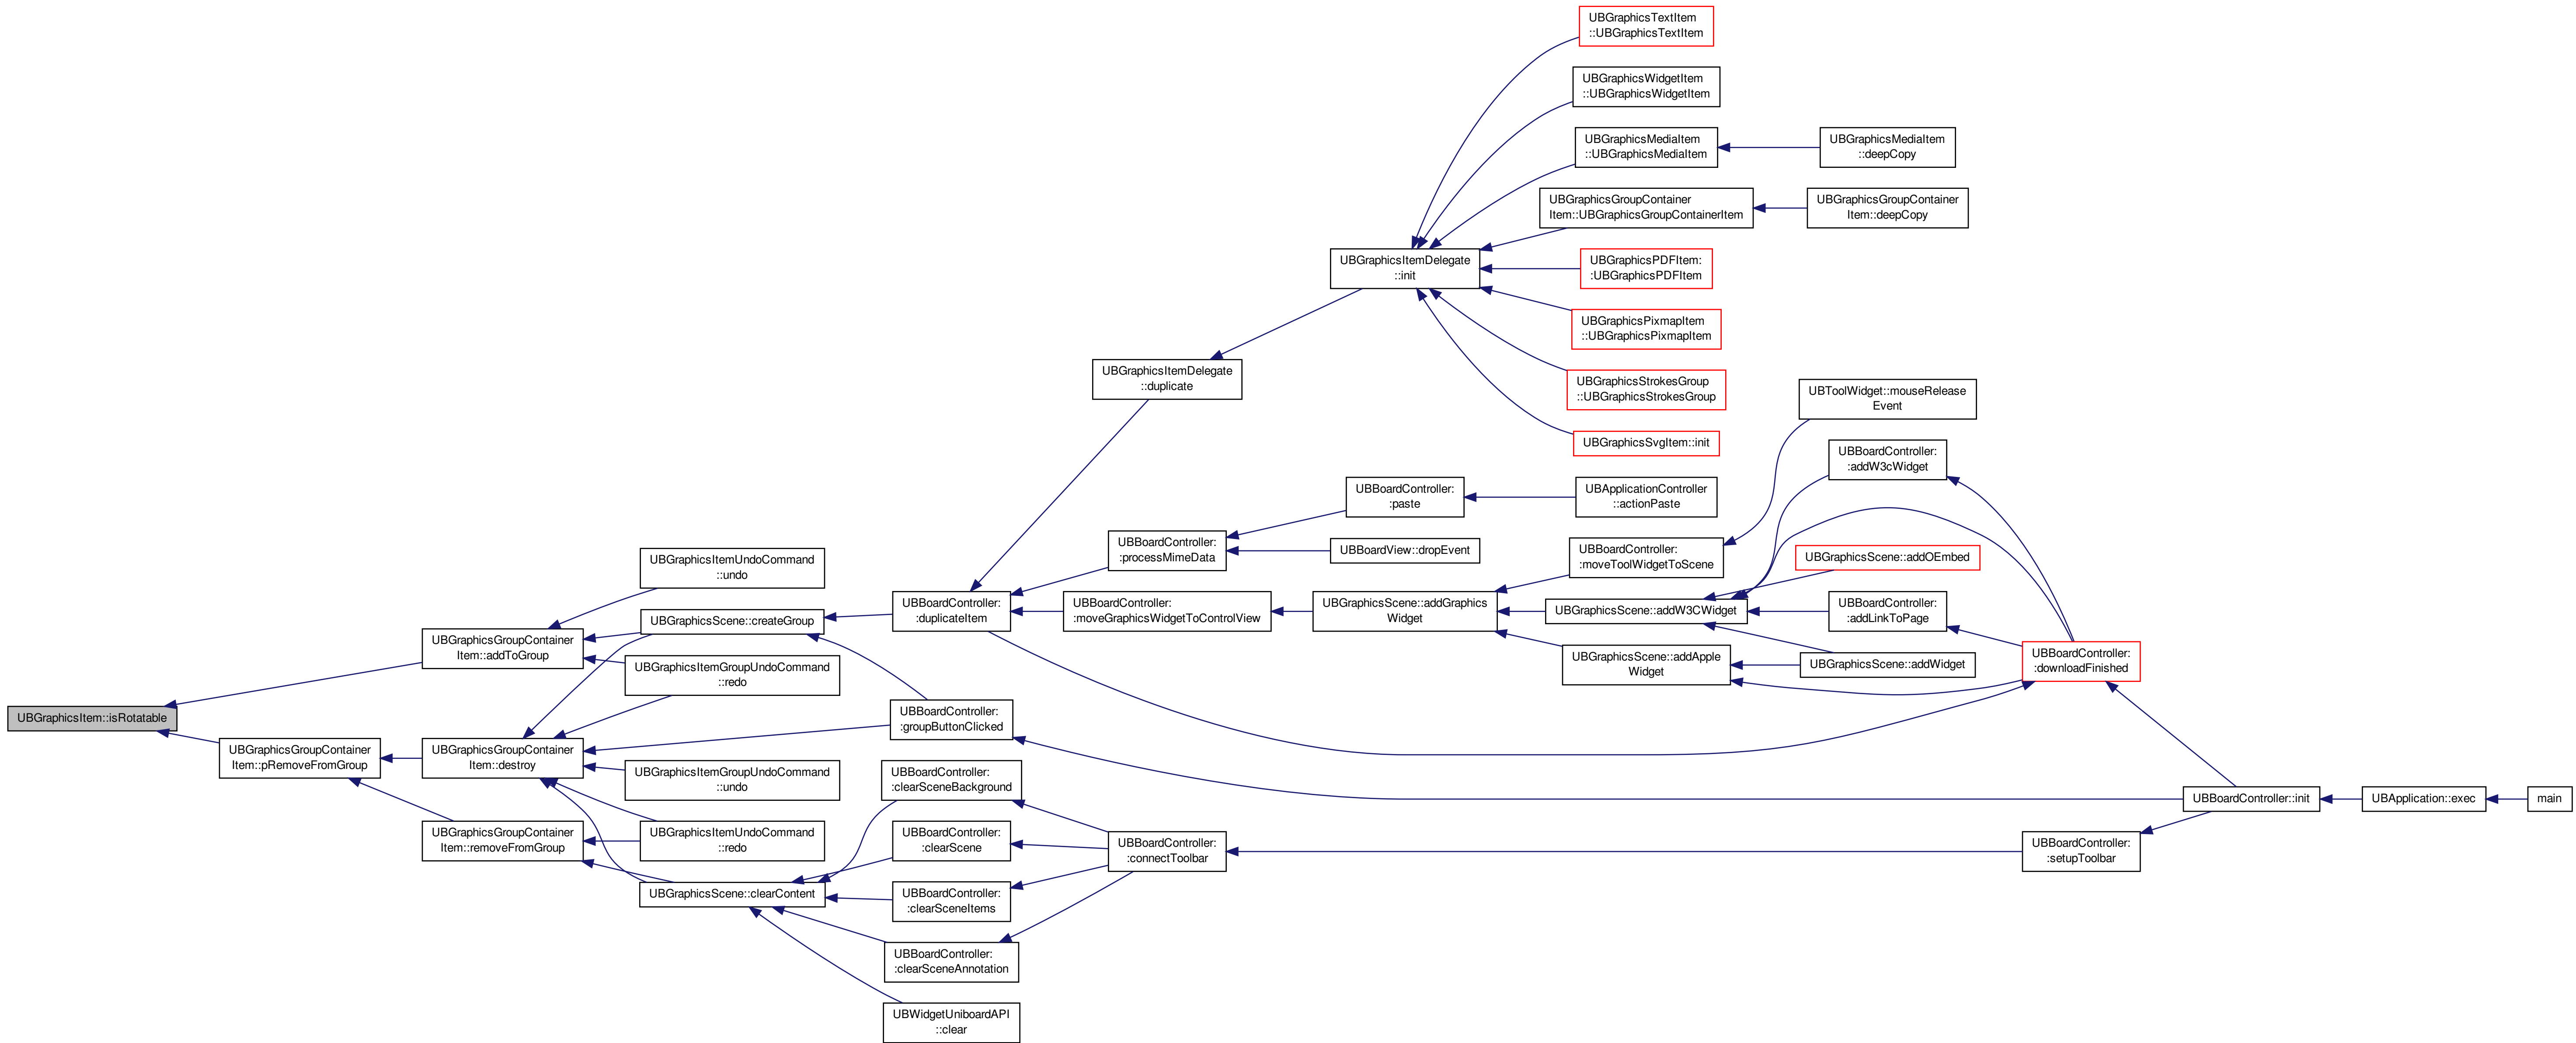 UBGraphicsTextItem
::UBGraphicsTextItem
UBGraphicsWidgetItem
::UBGraphicsWidgetItem
UBGraphicsMediaItem
::UBGraphicsMediaItem
UBGraphicsMediaItem
::deepCopy
UBGraphicsGroupContainer
Item::UBGraphicsGroupContainerItem
UBGraphicsGroupContainer
Item::deepCopy
UBGraphicsItemDelegate
::init
UBGraphicsPDFItem:
:UBGraphicsPDFItem
UBGraphicsPixmapItem
::UBGraphicsPixmapItem
UBGraphicsItemDelegate
::duplicate
UBGraphicsStrokesGroup
::UBGraphicsStrokesGroup
UBToolWidget::mouseRelease
Event
UBGraphicsSvgItem::init
UBBoardController:
:addW3cWidget
UBBoardController:
:paste
UBApplicationController
::actionPaste
UBBoardController:
:processMimeData
UBBoardView::dropEvent
UBBoardController:
:moveToolWidgetToScene
UBGraphicsScene::addOEmbed
UBGraphicsItemUndoCommand
::undo
UBGraphicsScene::createGroup
UBBoardController:
:duplicateItem
UBBoardController:
:moveGraphicsWidgetToControlView
UBGraphicsScene::addGraphics
Widget
UBGraphicsScene::addW3CWidget
UBBoardController:
:addLinkToPage
UBGraphicsGroupContainer
Item::addToGroup
UBGraphicsItemGroupUndoCommand
::redo
UBGraphicsScene::addApple
Widget
UBGraphicsScene::addWidget
UBBoardController:
:downloadFinished
UBGraphicsItem::isRotatable
UBBoardController:
:groupButtonClicked
UBGraphicsGroupContainer
Item::pRemoveFromGroup
UBGraphicsGroupContainer
Item::destroy
UBGraphicsItemGroupUndoCommand
::undo
UBBoardController:
:clearSceneBackground
UBBoardController::init
UBApplication::exec
main
UBGraphicsGroupContainer
Item::removeFromGroup
UBGraphicsItemUndoCommand
::redo
UBBoardController:
:clearScene
UBBoardController:
:connectToolbar
UBBoardController:
:setupToolbar
UBGraphicsScene::clearContent
UBBoardController:
:clearSceneItems
UBBoardController:
:clearSceneAnnotation
UBWidgetUniboardAPI
::clear